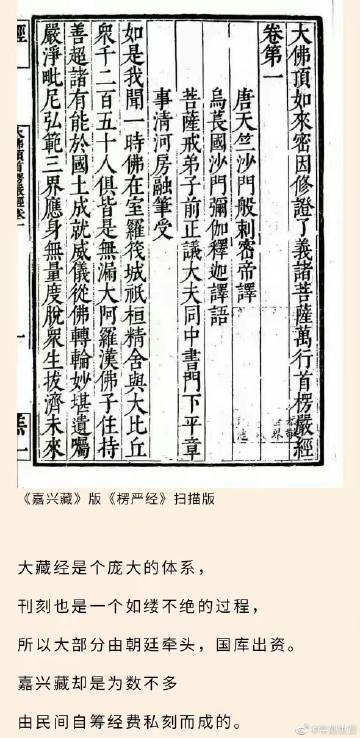 大佛頂如來密因修證了義諸菩薩萬行首楞嚴經
卷第一
唐天竺沙門般刺密帝譯
烏萇國沙門彌伽釋迦譯語
菩薩戒弟子前正議大夫同中書門下平章
事清河房融筆受
如是我聞一時佛在室羅筏城祇桓精舍與大比丘
衆千二百五十人俱皆是無漏大阿羅漢佛子住持
善超諸有能於國土成就威儀從佛轉輪妙堪遺囑
嚴淨毗尼弘範三界應身無量度脫衆生拔濟未來
經
大佛頂首楞嚴經卷一
一
《嘉兴藏》版《楞严经》扫描版
大藏经是个庞大的体系，
刊刻也是一个如缕不绝的过程，
所以大部分由朝廷牵头，国库出资。
嘉兴藏却是为数不多
由民间自筹经费私刻而成的。